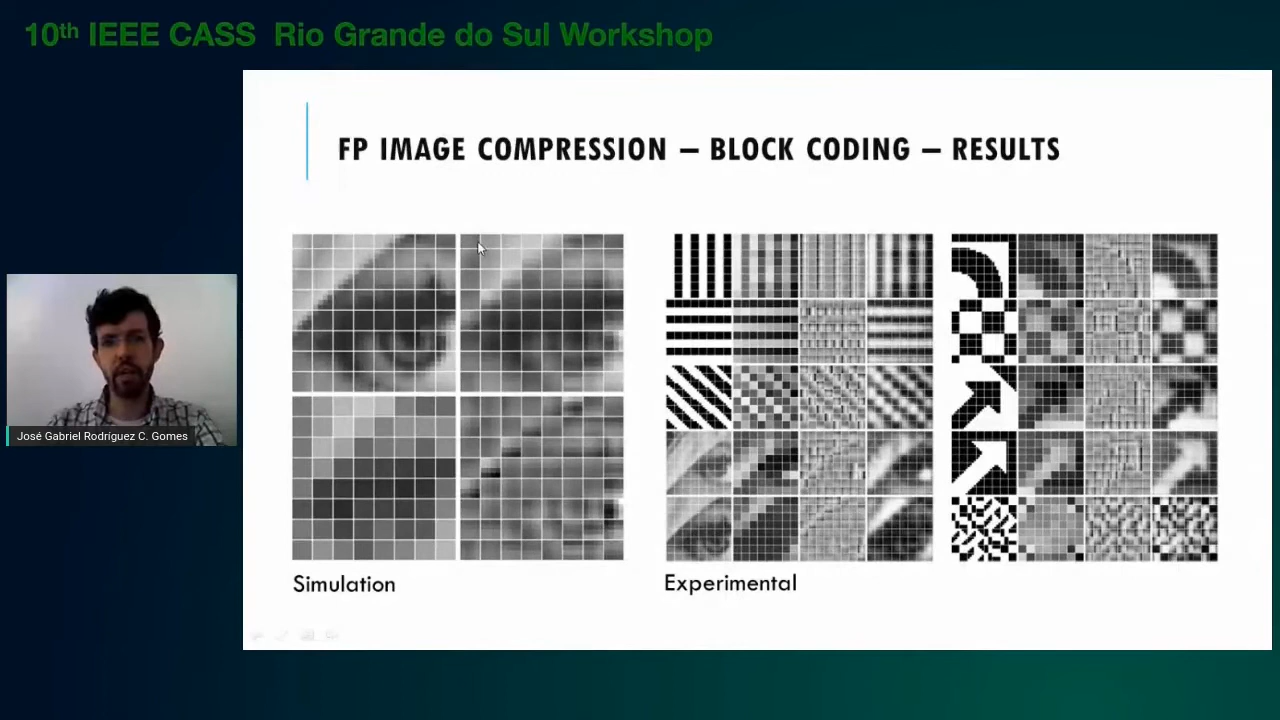 10th IEEE CASS Rio Grande do Sul Workshop
FP IMAGE COMPRESSION – BLOCK CODING – RESULTS
José Gabriel Rodríguez C. Gomes
Simulation
Experimental